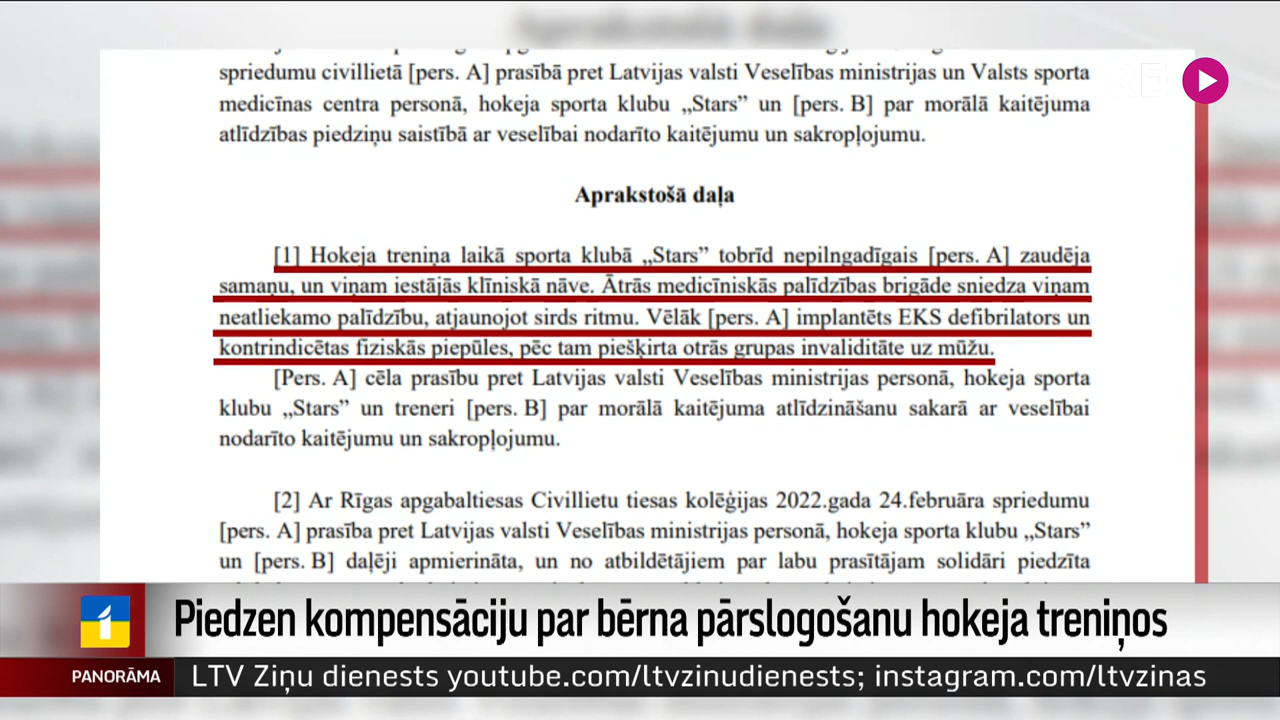 Aprakstošā daļa
spriedumu civillietā [pers. A] prasībā pret Latvijas valsti Veselības ministrijas un Valsts sporta
medicīnas centra personā, hokeja sporta klubu „Stars” un [pers. B] par morālā kaitējuma
atlīdzības piedziņu saistībā ar veselībai nodarīto kaitējumu un sakropļojumu.
Aprakstošā daļa
[1] Hokeja treniņa laikā sporta klubā „Stars” tobrīd nepilngadīgais [pers. A] zaudēja
samaņu, un viņam iestājās klīniskā nāve. Ātrās medicīniskās palīdzības brigāde sniedza viņam
neatliekamo palīdzību, atjaunojot sirds ritmu. Vēlāk [pers. A] implantēts EKS defibrilators un
kontrindicētas fiziskās piepūles, pēc tam piešķirta otrās grupas invaliditāte uz mūžu.
[Pers. A] cēla prasību pret Latvijas valsti Veselības ministrijas personā, hokeja sporta
klubu „Stars” un treneri [pers. B] par morālā kaitējuma atlīdzināšanu sakarā ar veselībai
nodarīto kaitējumu un sakropļojumu.
[2] Ar Rīgas apgabaltiesas Civillietu tiesas kolēģijas 2022.gada 24.februāra spriedumu
[pers. A] prasība pret Latvijas valsti Veselības ministrijas personā, hokeja sporta klubu „Stars”
un [pers. B] daļēji apmierināta, un no atbildētājiem par labu prasītājam solidāri piedzīta
1
Piedzen kompensāciju par bērna pārslogošanu hokeja treniņos
PANORĀMA
LTV Ziņu dienests youtube.com/ltvzinudienests; instagram.com/ltvzinas